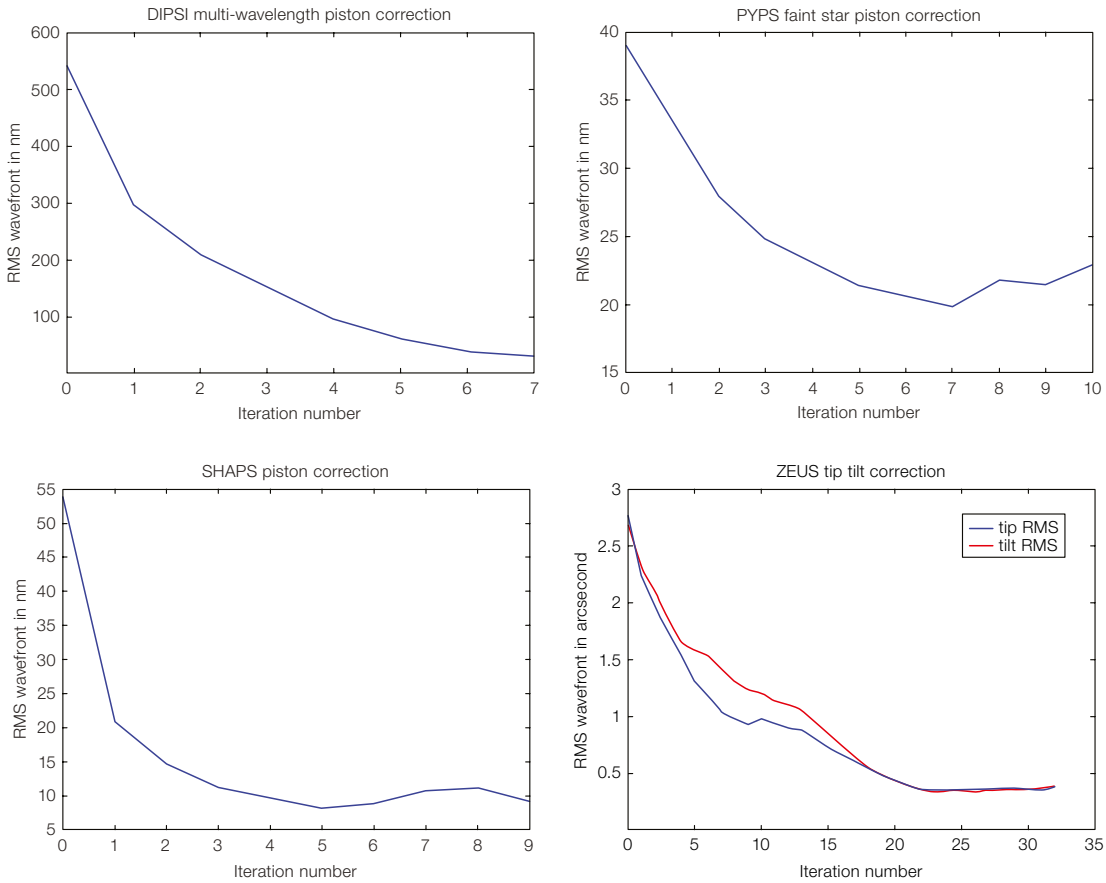 DIPSI multi-wavelength piston correction
600
500
400
300
200
100
RMS wavefront in nm
0 1 2 3 4 5 6 7
Iteration number
PYPS faint star piston correction
40
35
30
25
20
15
RMS wavefront in nm
0 1 2 3 4 5 6 7 8 9 10
Iteration number
SHAPS piston correction
55
50
45
40
35
30
25
20
15
10
5
RMS wavefront in nm
0 1 2 3 4 5 6 7 8 9
Iteration number
ZEUS tip tilt correction
3
2.5
2
1.5
1
0.5
RMS wavefront in arcsecond
tip RMS
tilt RMS
0 5 10 15 20 25 30 35
Iteration number